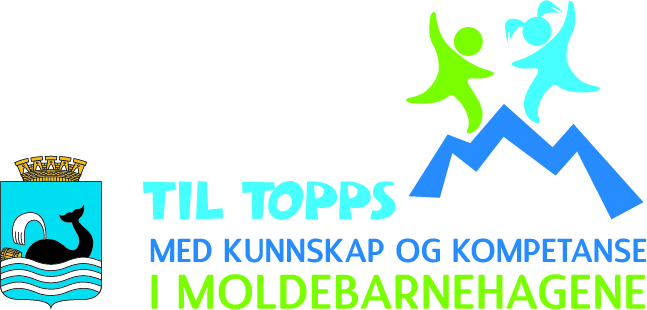 TIL TOPPS
MED KUNNSKAP OG KOMPETANSE
I MOLDEBARNEHAGENE